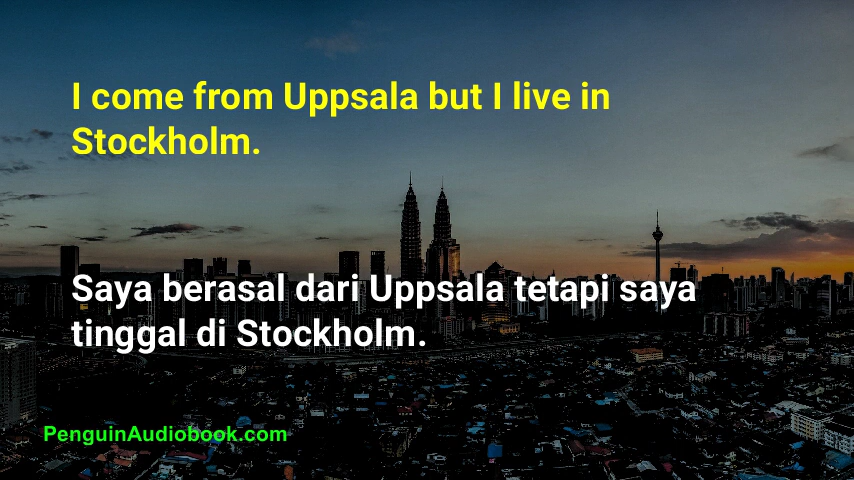 I come from Uppsala but I live in
Stockholm.
Saya berasal dari Uppsala tetapi saya
tinggal di Stockholm.
PenguinAudiobook.com